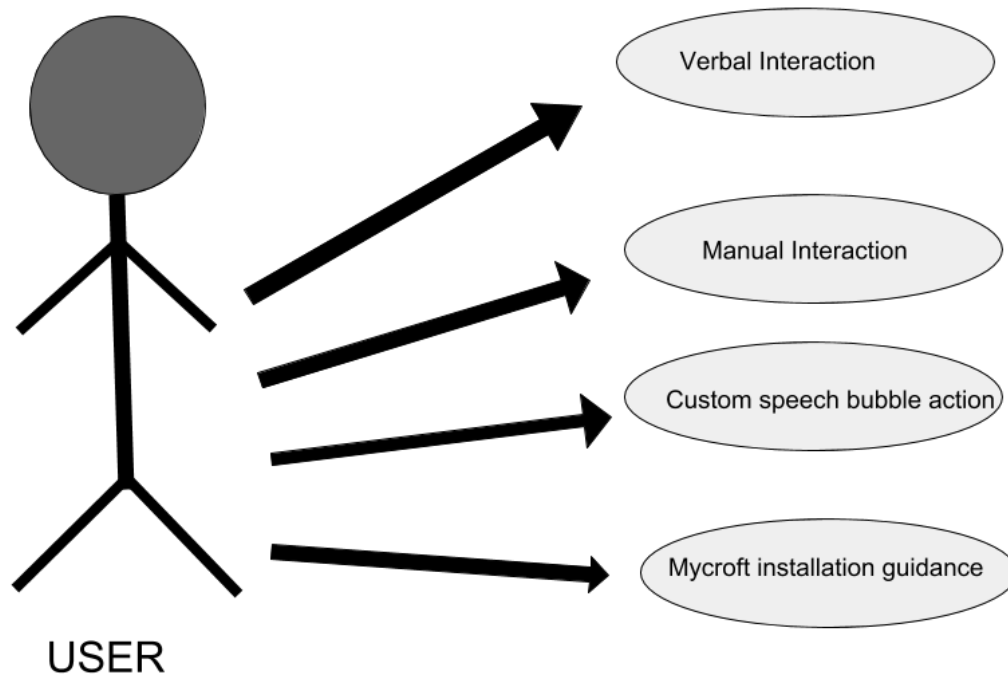 Verbal Interaction
Manual Interaction
Custom speech bubble action
Mycroft installation guidance
USER